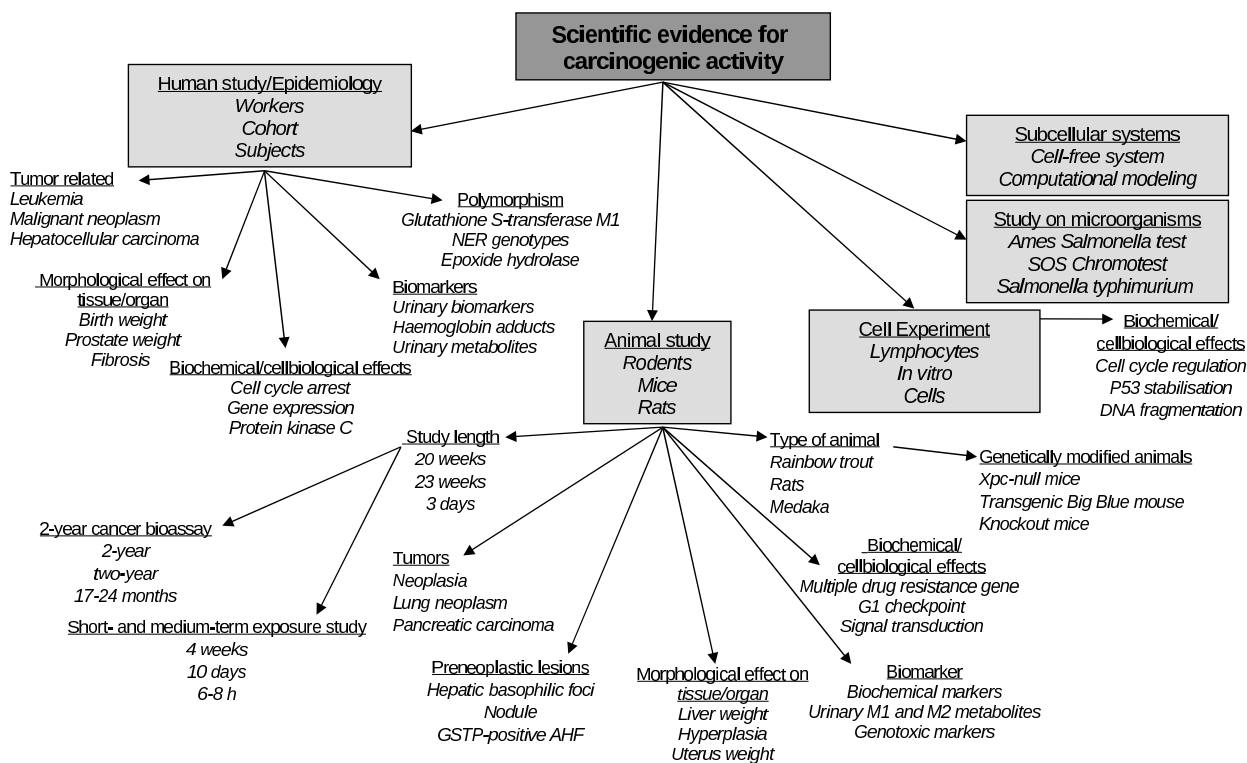 Scientific evidence for
carcinogenic activity
Human study/Epidemiology
Workers
Cohort
Subjects
Subcellular systems
Cell-free system
Computational modeling
Tumor related
Leukemia
Malignant neoplasm
Hepatocellular carcinoma
Polymorphism
Glutathione S-transferase M1
NER genotypes
Epoxide hydrolase
Study on microorganisms
Ames Salmonella test
SOS Chromotest
Salmonella typhimurium
Morphological effect on
tissue/organ
Birth weight
Prostate weight
Fibrosis
Biomarkers
Urinary biomarkers
Haemoglobin adducts
Urinary metabolites
Biochemical/cellbiological effects
Cell cycle arrest
Gene expression
Protein kinase C
Animal study
Rodents
Mice
Rats
Cell Experiment
Lymphocytes
In vitro
Cells
Biochemical/
cellbiological effects
Cell cycle regulation
P53 stabilisation
DNA fragmentation
Study length
20 weeks
23 weeks
3 days
Type of animal
Rainbow trout
Rats
Medaka
Genetically modified animals
Xpc-null mice
Transgenic Big Blue mouse
Knockout mice
2-year cancer bioassay
2-year
two-year
17-24 months
Short- and medium-term exposure study
4 weeks
10 days
6-8 h
Tumors
Neoplasia
Lung neoplasm
Pancreatic carcinoma
Biochemical/
cellbiological effects
Multiple drug resistance gene
G1 checkpoint
Signal transduction
Preneoplastic lesions
Hepatic basophilic foci
Nodule
GSTP-positive AHF
Morphological effect on
tissue/organ
Liver weight
Hyperplasia
Uterus weight
Biomarker
Biochemical markers
Urinary M1 and M2 metabolites
Genotoxic markers